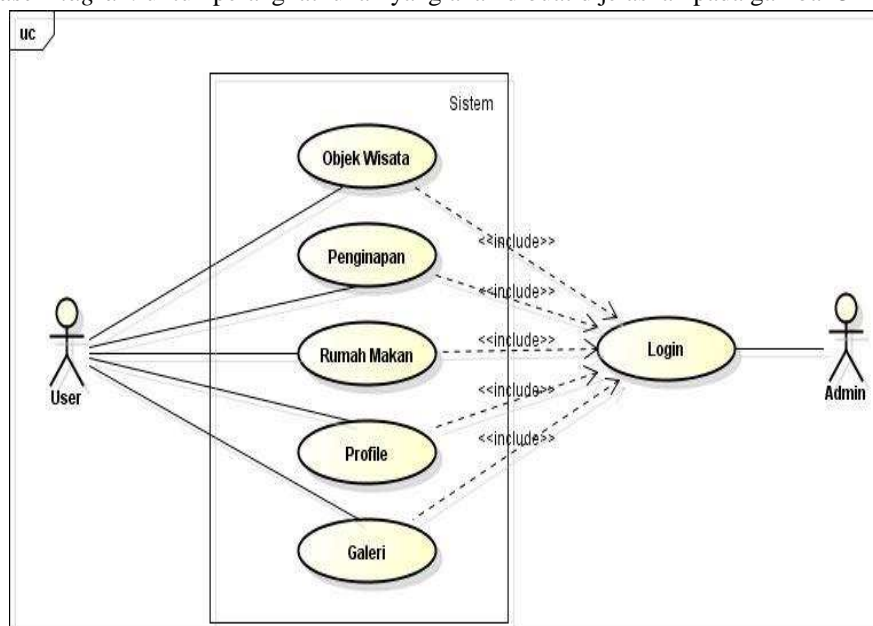 uc
Sistem
Objek Wisata
<<include>>
Penginapan
<<include>>
Rumah Makan
<<include>>
Login
<<include>>
Profile
<<include>>
Galeri
User
Admin